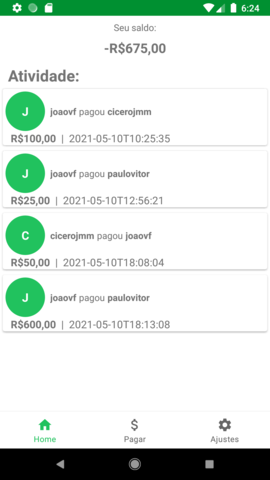 6:24
Seu saldo:
-R$675,00
Atividade:
J
joaovf pagou cicerojmm
R$100,00 | 2021-05-10T10:25:35
J
joaovf pagou paulovitor
R$25,00 | 2021-05-10T12:56:21
C
cicerojmm pagou joaovf
R$50,00 | 2021-05-10T18:08:04
J
joaovf pagou paulovitor
R$600,00 | 2021-05-10T18:13:08
Home Pagar Ajustes